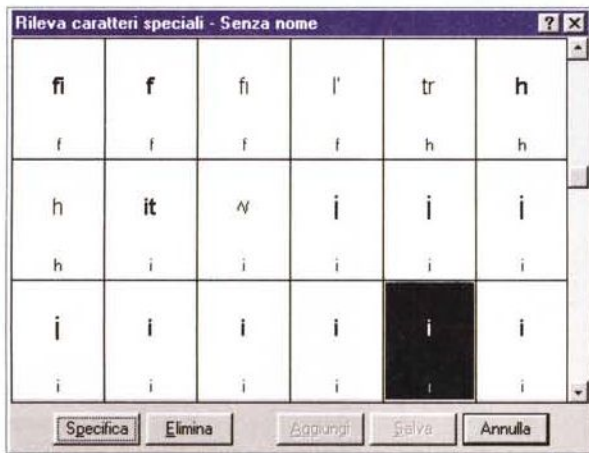 Rileva caratteri speciali - Senza nome
fi f fi l' tr h
f f f f h h
h it N j j j
h i i i i i
j i i i i i
i i i i i i
Specifica Elimina Aggiungi Salva Annulla